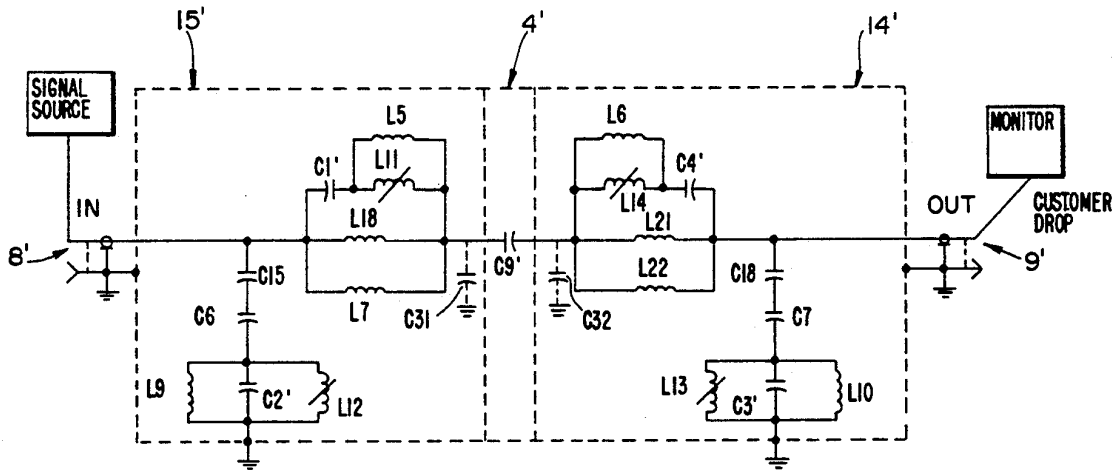 15'
4'
14'
SIGNAL
SOURCE
MONITOR
L5
L6
C1'
L11
C4'
L14
IN
OUT
CUSTOMER
DROP
L18
L21
8'
9'
C9'
C15
C18
L7
L22
C6
C31
C32
C7
L9
C2'
L12
L13
C3'
L10